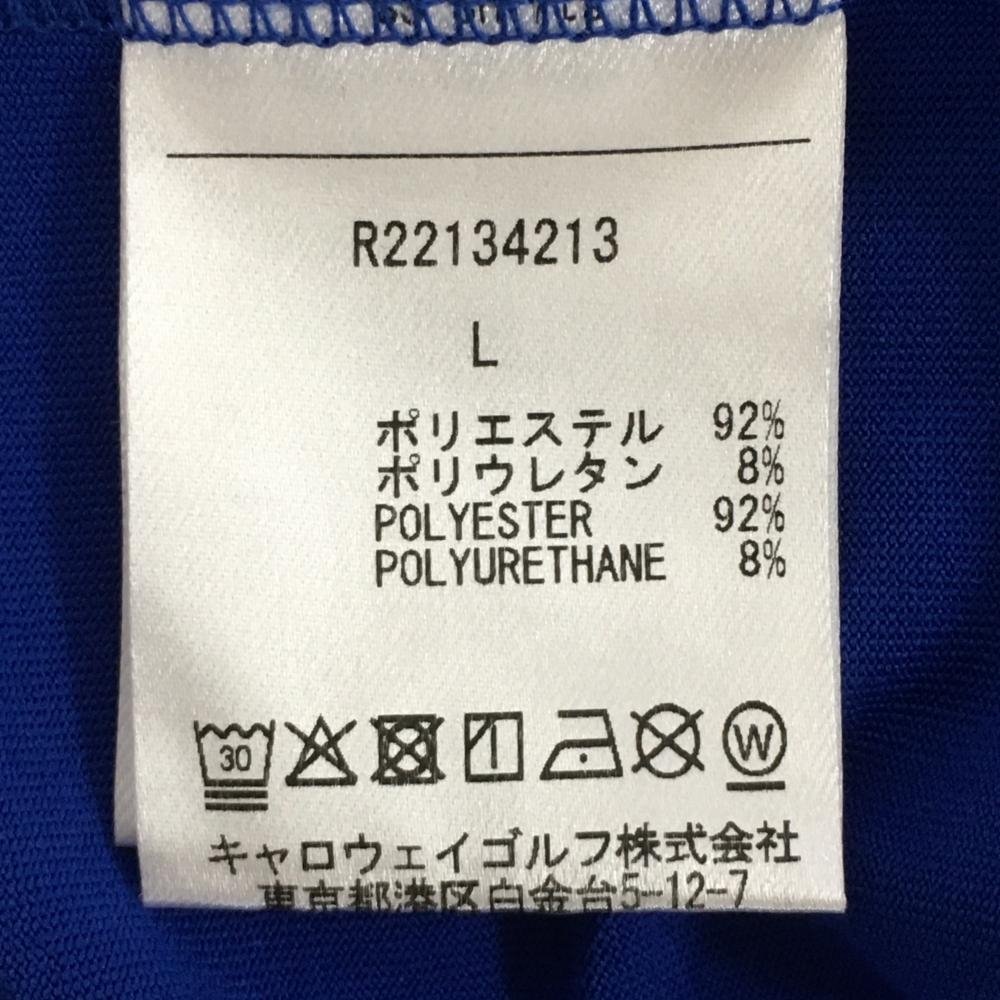 R22134213
L
ポリエステル 92%
ポリウレタン 8%
POLYESTER 92%
POLYURETHANE 8%
30 W
キャロウェイゴルフ株式会社
東京都港区白金台5-12-7